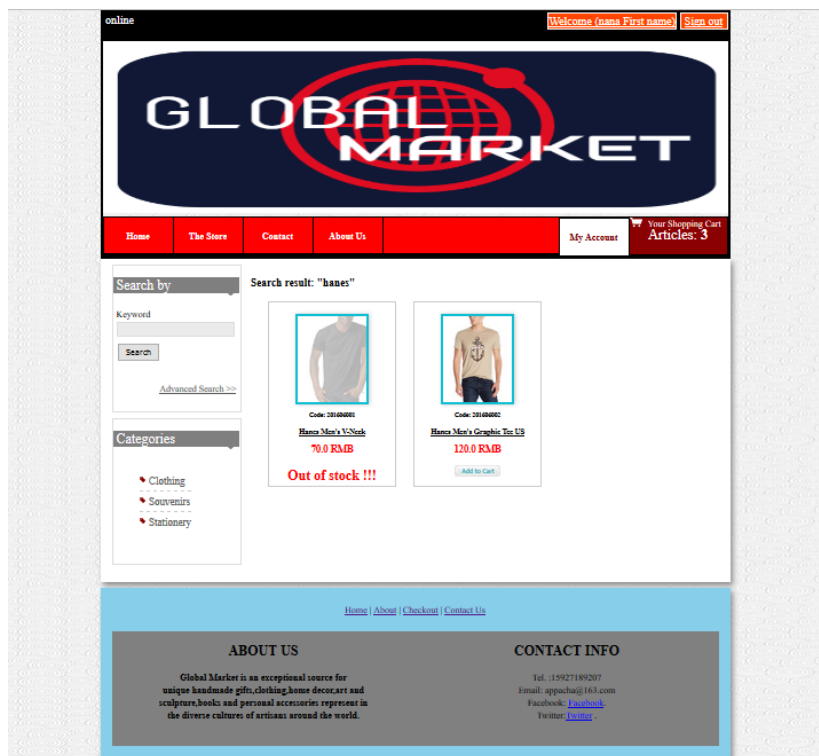 online
Welcome (nana First name)
Sign out
GLOBAL
MARKET
Home
The Store
Contact
About Us
My Account
Your Shopping Cart
Articles: 3
Search by
Keyword
Search
Advanced Search >>
Categories
Clothing
Souvenirs
Stationery
Search result: "hanes"
Code: 201606001
Hanes Men's V-Neck
70.0 RMB
Out of stock !!!
Code: 201606002
Hanes Men's Graphic Tee US
120.0 RMB
Add to Cart
Home | About | Checkout | Contact Us
ABOUT US
Global Market is an exceptional source for
unique handmade gifts,clothing,home decor,art and
sculpture,books and personal accessories represent in
the diverse cultures of artisans around the world.
CONTACT INFO
Tel. :15927189207
Email: appacha@163.com
Facebook: Facebook.
Twitter:Twitter .